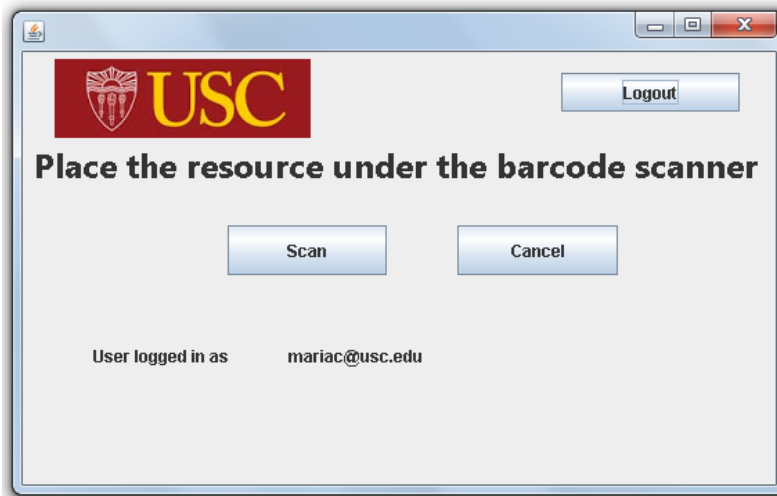 USC
Logout
Place the resource under the barcode scanner
Scan
Cancel
User logged in as mariac@usc.edu